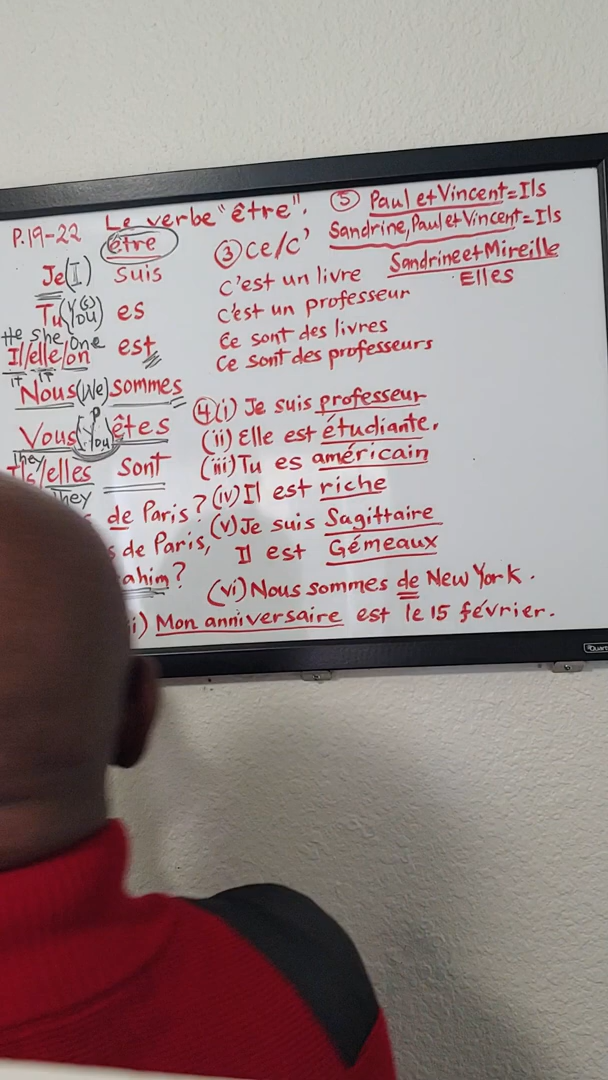 P.19-22 Le verbe "être".
être
Je (I) suis
Tu (You (s)) es
He She One
Il/elle/on est
it it
Nous (We) sommes
Vous (You P) êtes
They
Ils/elles sont
They
de Paris?
s de Paris,
ahim?
③ ce/c'
c'est un livre
c'est un professeur
Ce sont des livres
Ce sont des professeurs
④ (i) Je suis professeur
(ii) Elle est étudiante.
(iii) Tu es américain
(iv) Il est riche
(v) Je suis Sagittaire
Il est Gémeaux
(vi) Nous sommes de New York.
i) Mon anniversaire est le 15 février.
⑤ Paul et Vincent = Ils
Sandrine, Paul et Vincent = Ils
Sandrine et Mireille
Elles
Quart